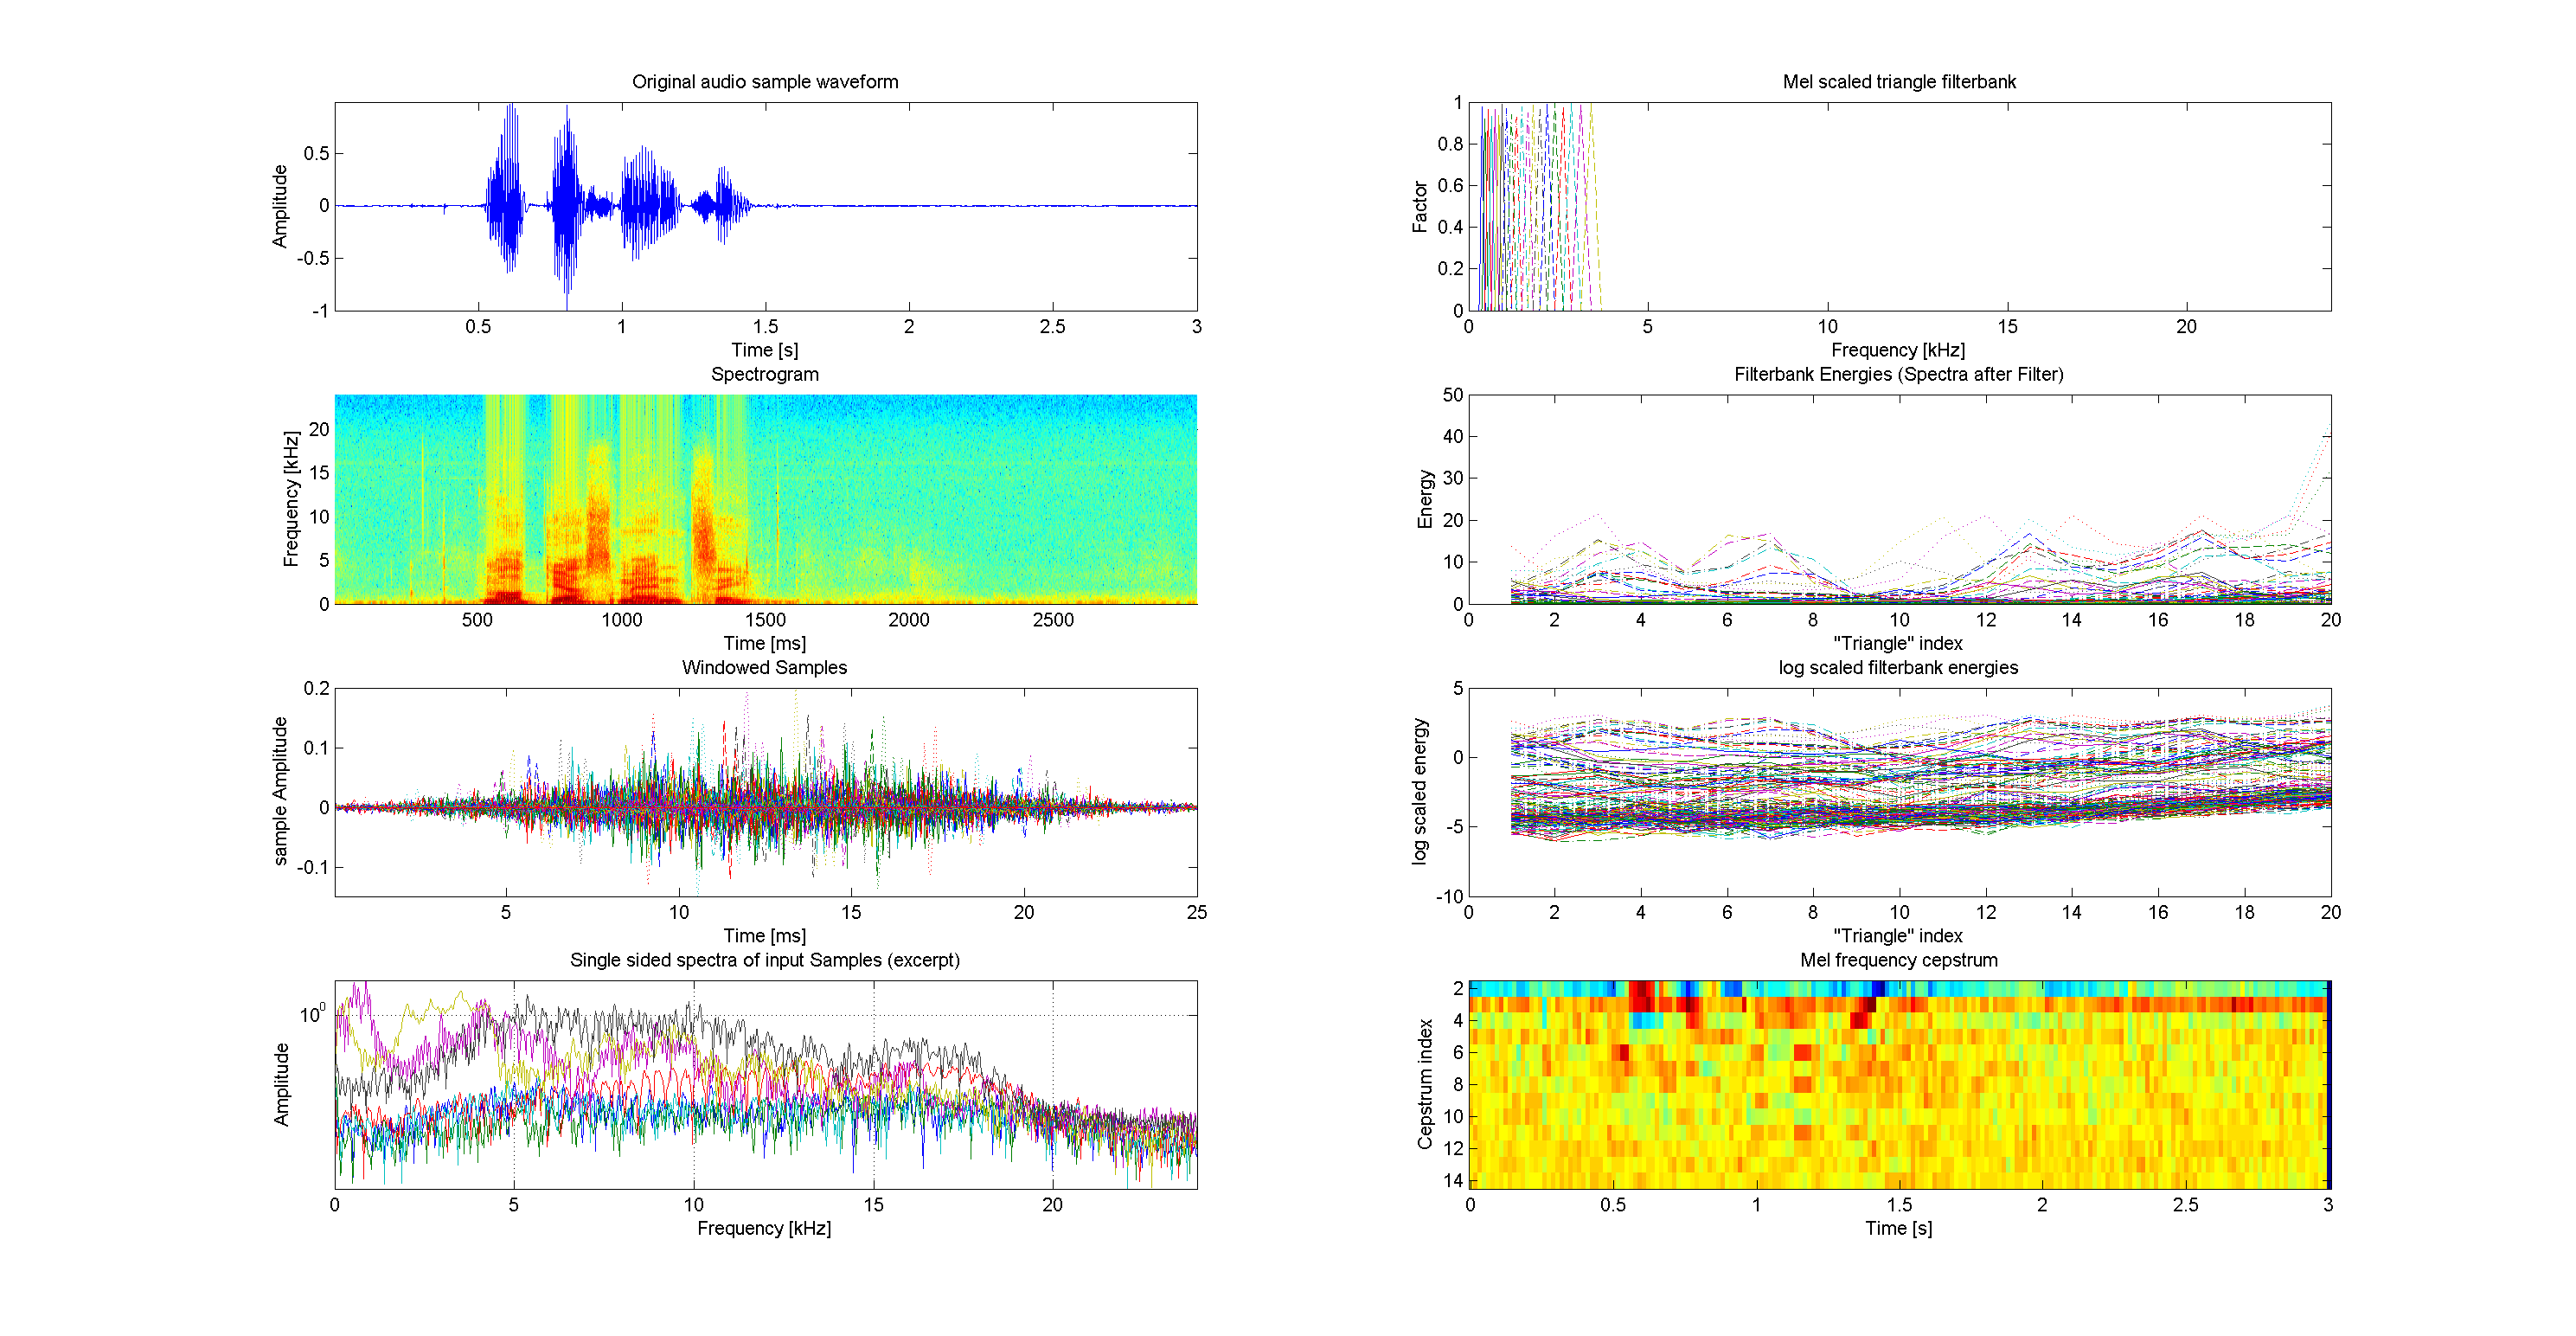 Original audio sample waveform
Amplitude
0.5
0
-0.5
-1
0.5 1 1.5 2 2.5 3
Time [s]
Spectrogram
Frequency [kHz]
20
15
10
5
0
500 1000 1500 2000 2500
Time [ms]
Windowed Samples
sample Amplitude
0.2
0.1
0
-0.1
5 10 15 20 25
Time [ms]
Single sided spectra of input Samples (excerpt)
Amplitude
10^0
0 5 10 15 20
Frequency [kHz]
Mel scaled triangle filterbank
Factor
1
0.8
0.6
0.4
0.2
0
0 5 10 15 20
Frequency [kHz]
Filterbank Energies (Spectra after Filter)
Energy
50
40
30
20
10
0
0 2 4 6 8 10 12 14 16 18 20
"Triangle" index
log scaled filterbank energies
log scaled energy
5
0
-5
-10
0 2 4 6 8 10 12 14 16 18 20
"Triangle" index
Mel frequency cepstrum
Cepstrum index
2
4
6
8
10
12
14
0 0.5 1 1.5 2 2.5 3
Time [s]